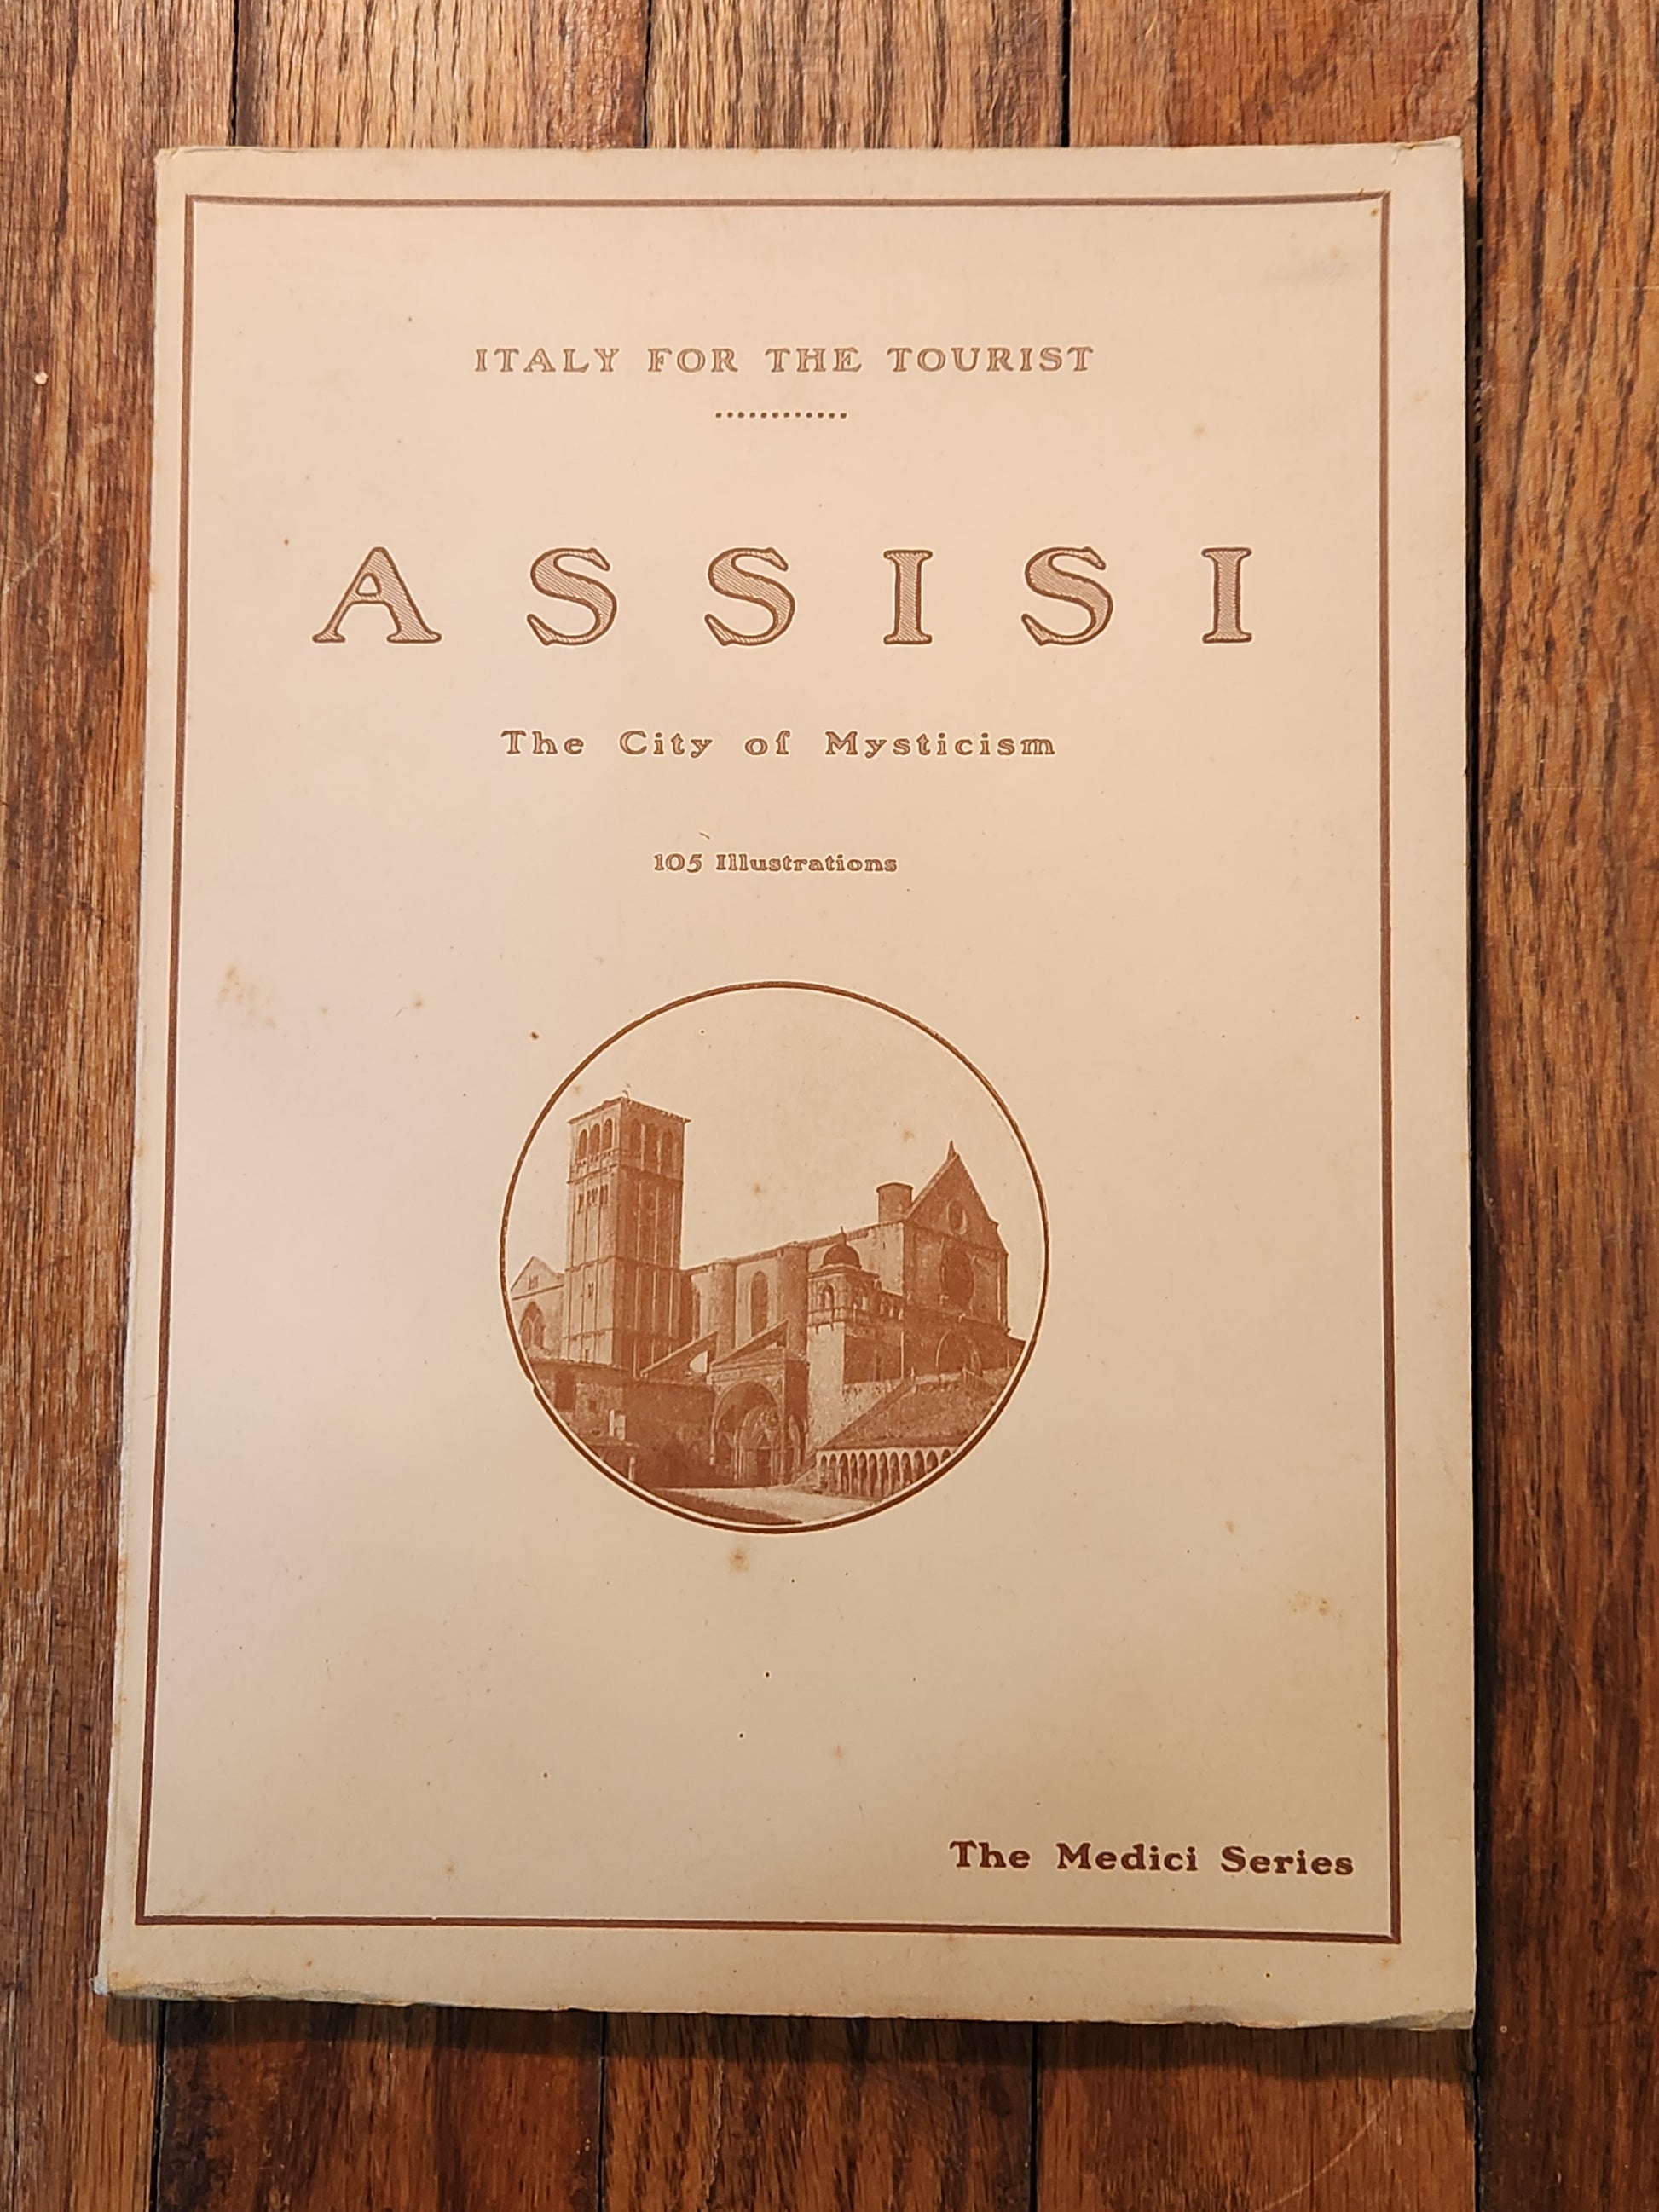 ITALY FOR THE TOURIST
ASSISI
The City of Mysticism
105 Illustrations
The Medici Series